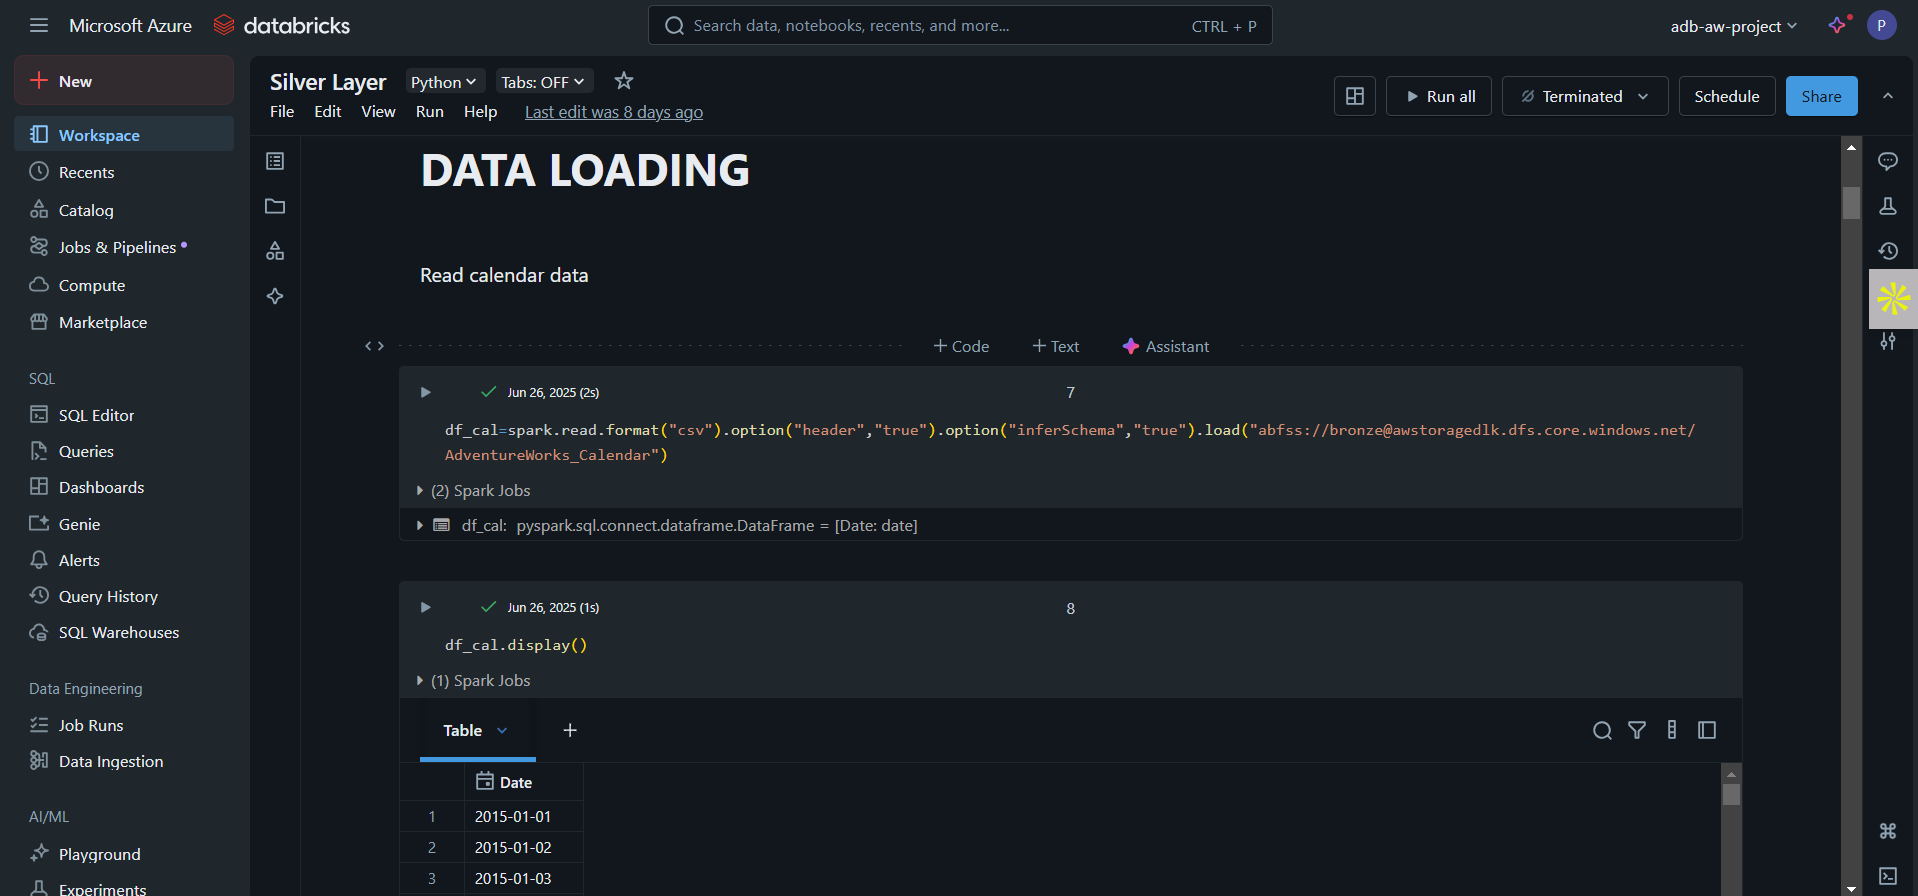 Microsoft Azure databricks
Search data, notebooks, recents, and more... CTRL + P
adb-aw-project
P
New
Workspace
Recents
Catalog
Jobs & Pipelines
Compute
Marketplace
SQL
SQL Editor
Queries
Dashboards
Genie
Alerts
Query History
SQL Warehouses
Data Engineering
Job Runs
Data Ingestion
AI/ML
Playground
Experiments
Silver Layer Python Tabs: OFF
File Edit View Run Help Last edit was 8 days ago
Run all Terminated Schedule Share
DATA LOADING
Read calendar data
Code Text Assistant
Jun 26, 2025 (2s) 7
df_cal=spark.read.format("csv").option("header","true").option("inferSchema","true").load("abfss://bronze@awstoragedlk.dfs.core.windows.net/
AdventureWorks_Calendar")
(2) Spark Jobs
df_cal: pyspark.sql.connect.dataframe.DataFrame = [Date: date]
Jun 26, 2025 (1s) 8
df_cal.display()
(1) Spark Jobs
Table +
Date
1 2015-01-01
2 2015-01-02
3 2015-01-03